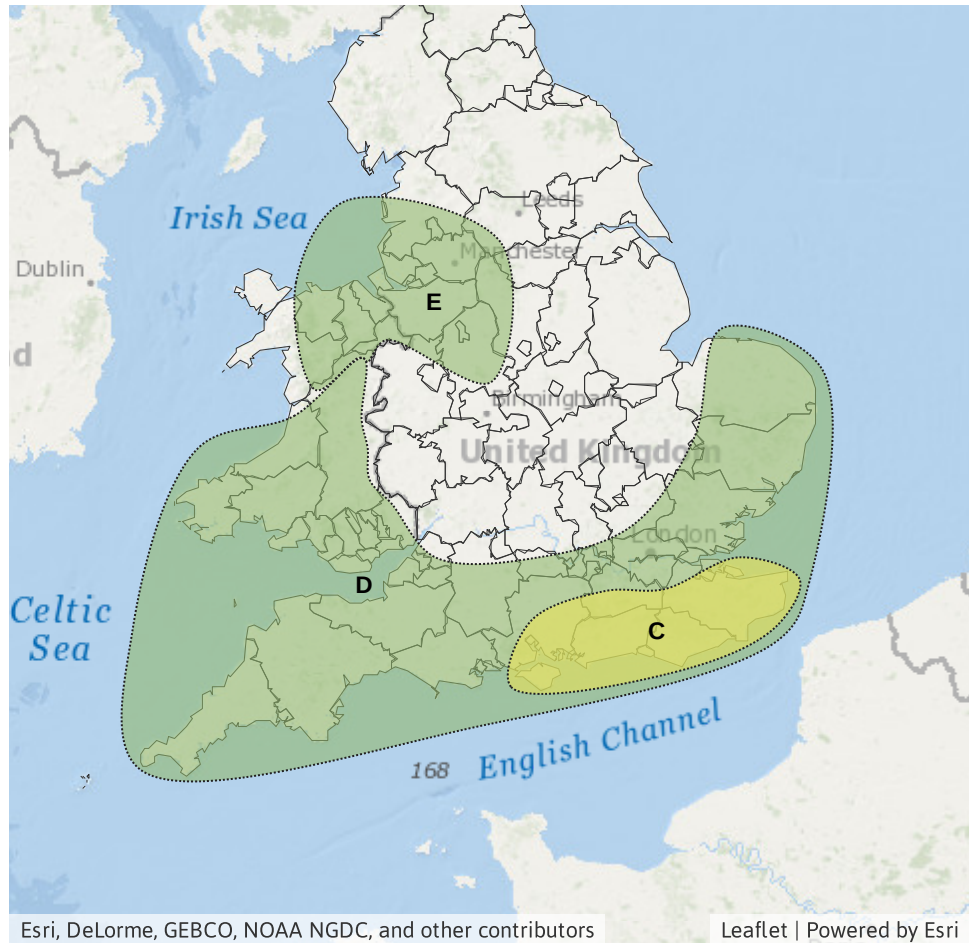 Leeds
Irish Sea
Manchester
Dublin
E
d
Birmingham
United Kingdom
London
D
Celtic
Sea
C
English Channel
168
Esri, DeLorme, GEBCO, NOAA NGDC, and other contributors
Leaflet | Powered by Esri